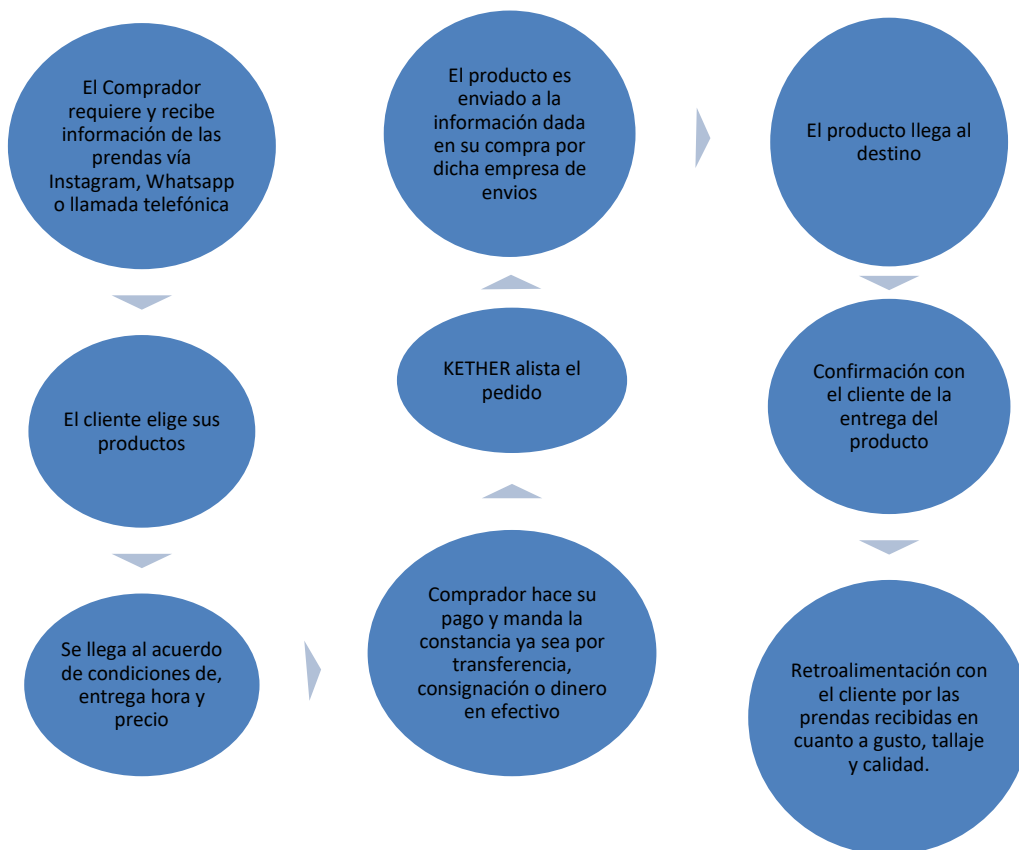 El Comprador
requiere y recibe
información de las
prendas vía
Instagram, Whatsapp
o llamada telefónica
El cliente elige sus
productos
Se llega al acuerdo
de condiciones de,
entrega hora y
precio
Comprador hace su
pago y manda la
constancia ya sea por
transferencia,
consignación o dinero
en efectivo
KETHER alista el
pedido
El producto es
enviado a la
información dada
en su compra por
dicha empresa de
envios
El producto llega al
destino
Confirmación con
el cliente de la
entrega del
producto
Retroalimentación con
el cliente por las
prendas recibidas en
cuanto a gusto, tallaje
y calidad.